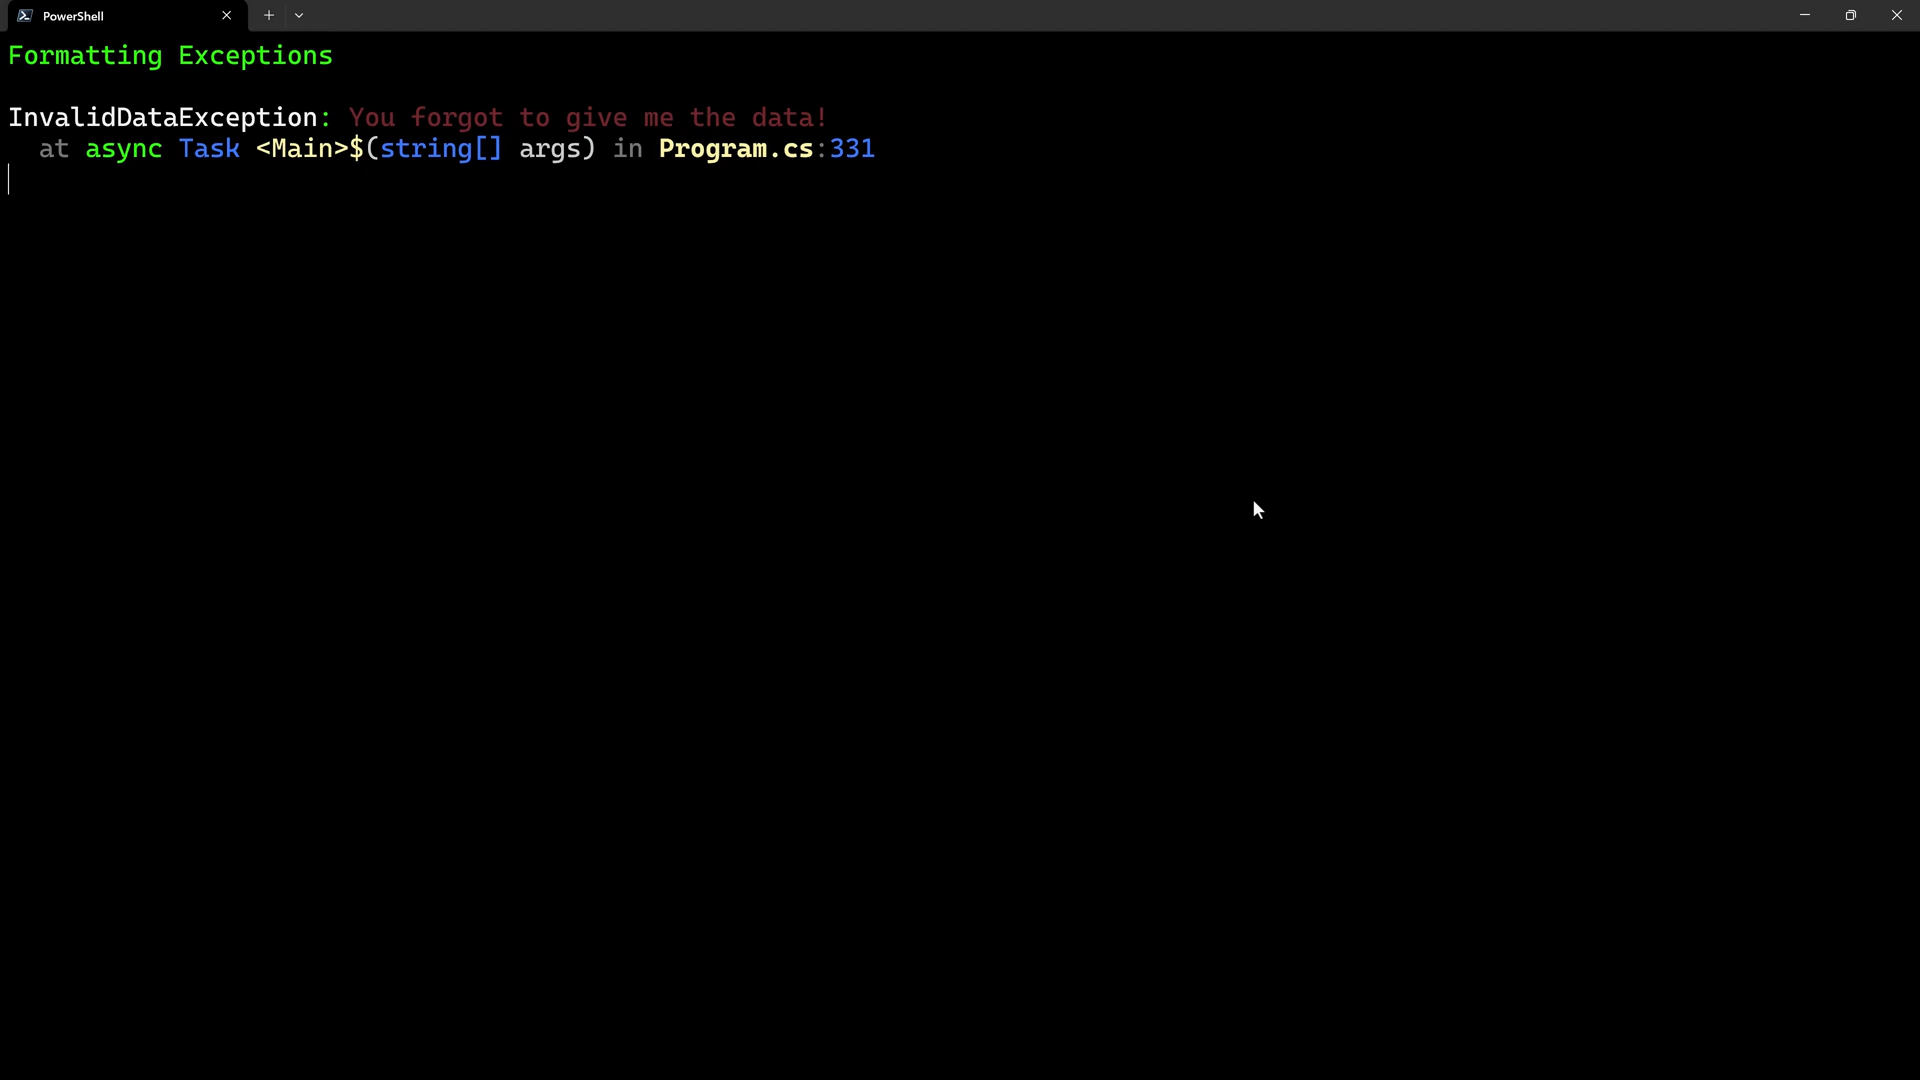 PowerShell
Formatting Exceptions
InvalidDataException: You forgot to give me the data!
at async Task <Main>$(string[] args) in Program.cs:331